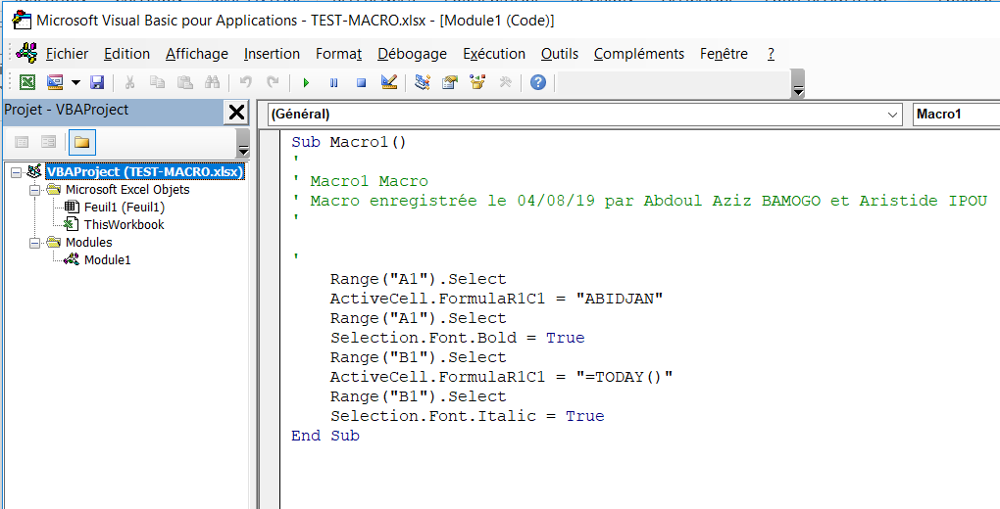 Microsoft Visual Basic pour Applications - TEST-MACRO.xlsx - [Module1 (Code)]
Fichier Edition Affichage Insertion Format Débogage Exécution Outils Compléments Fenêtre ?
Projet - VBAProject
(Général)
Macro1
VBAProject (TEST-MACRO.xlsx)
Microsoft Excel Objets
Feuil1 (Feuil1)
ThisWorkbook
Modules
Module1
Sub Macro1()
'
' Macro1 Macro
' Macro enregistrée le 04/08/19 par Abdoul Aziz BAMOGO et Aristide IPOU
'
'
Range("A1").Select
ActiveCell.FormulaR1C1 = "ABIDJAN"
Range("A1").Select
Selection.Font.Bold = True
Range("B1").Select
ActiveCell.FormulaR1C1 = "=TODAY()"
Range("B1").Select
Selection.Font.Italic = True
End Sub